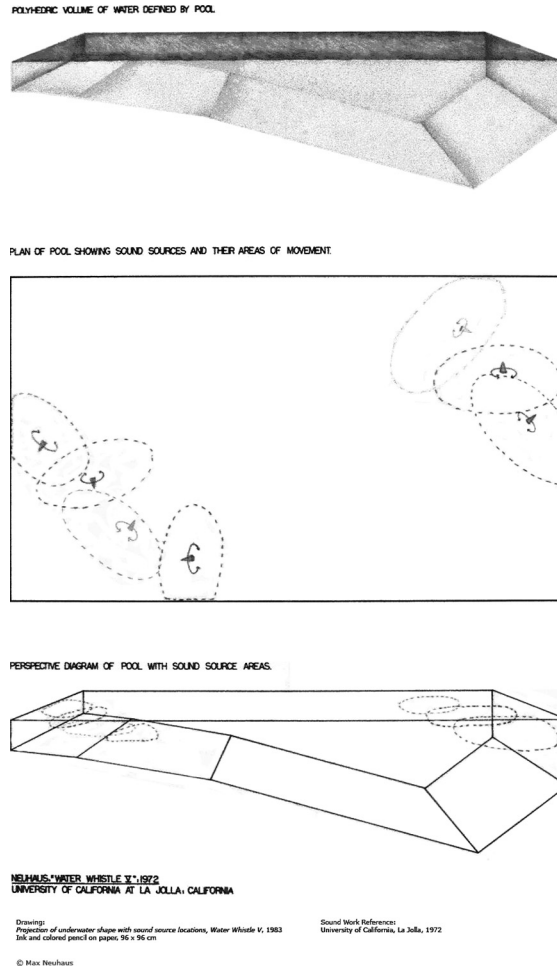 POLYHEDRIC VOLUME OF WATER DEFINED BY POOL
PLAN OF POOL SHOWING SOUND SOURCES AND THEIR AREAS OF MOVEMENT.
PERSPECTIVE DIAGRAM OF POOL WITH SOUND SOURCE AREAS.
NEUHAUS: "WATER WHISTLE V", 1972
UNIVERSITY OF CALIFORNIA AT LA JOLLA, CALIFORNIA
Drawing:
Projection of underwater shape with sound source locations, Water Whistle V, 1983
Ink and colored pencil on paper, 96 x 96 cm
Sound Work Reference:
University of California, La Jolla, 1972
© Max Neuhaus